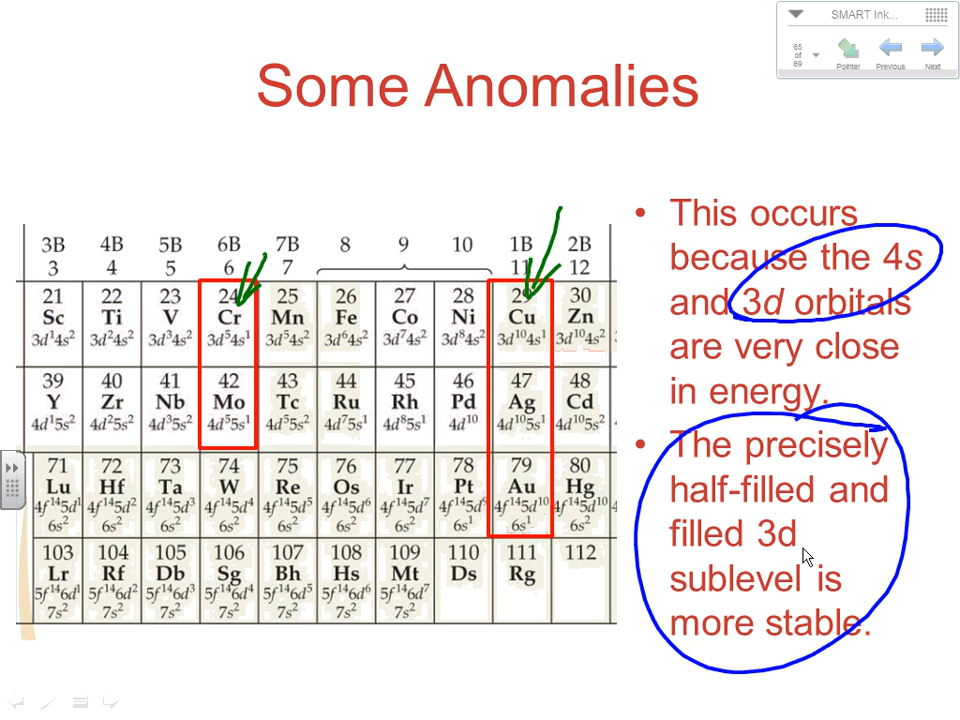 SMART Ink...
65
of
69
Pointer Previous Next
Some Anomalies
3B 4B 5B 6B 7B 8 9 10 1B 2B
3 4 5 6 7 11 12
21 22 23 24 25 26 27 28 29 30
Sc Ti V Cr Mn Fe Co Ni Cu Zn
3d¹4s² 3d²4s² 3d³4s² 3d⁵4s¹ 3d⁵4s² 3d⁶4s² 3d⁷4s² 3d⁸4s² 3d¹⁰4s¹ 3d¹⁰4s²
39 40 41 42 43 44 45 46 47 48
Y Zr Nb Mo Tc Ru Rh Pd Ag Cd
4d¹5s² 4d²5s² 4d³5s² 4d⁵5s¹ 4d⁵5s² 4d⁷5s¹ 4d⁸5s¹ 4d¹⁰ 4d¹⁰5s¹ 4d¹⁰5s²
71 72 73 74 75 76 77 78 79 80
Lu Hf Ta W Re Os Ir Pt Au Hg
4f¹⁴5d¹ 4f¹⁴5d² 4f¹⁴5d³ 4f¹⁴5d⁴ 4f¹⁴5d⁵ 4f¹⁴5d⁶ 4f¹⁴5d⁷ 4f¹⁴5d⁹ 4f¹⁴5d¹⁰ 4f¹⁴5d¹⁰
6s² 6s² 6s² 6s² 6s² 6s² 6s² 6s¹ 6s¹ 6s²
103 104 105 106 107 108 109 110 111 112
Lr Rf Db Sg Bh Hs Mt Ds Rg
5f¹⁴6d¹ 5f¹⁴6d² 5f¹⁴6d³ 5f¹⁴6d⁴ 5f¹⁴6d⁵ 5f¹⁴6d⁶ 5f¹⁴6d⁷
7s² 7s² 7s² 7s² 7s² 7s² 7s²
• This occurs
because the 4s
and 3d orbitals
are very close
in energy.
• The precisely
half-filled and
filled 3d
sublevel is
more stable.